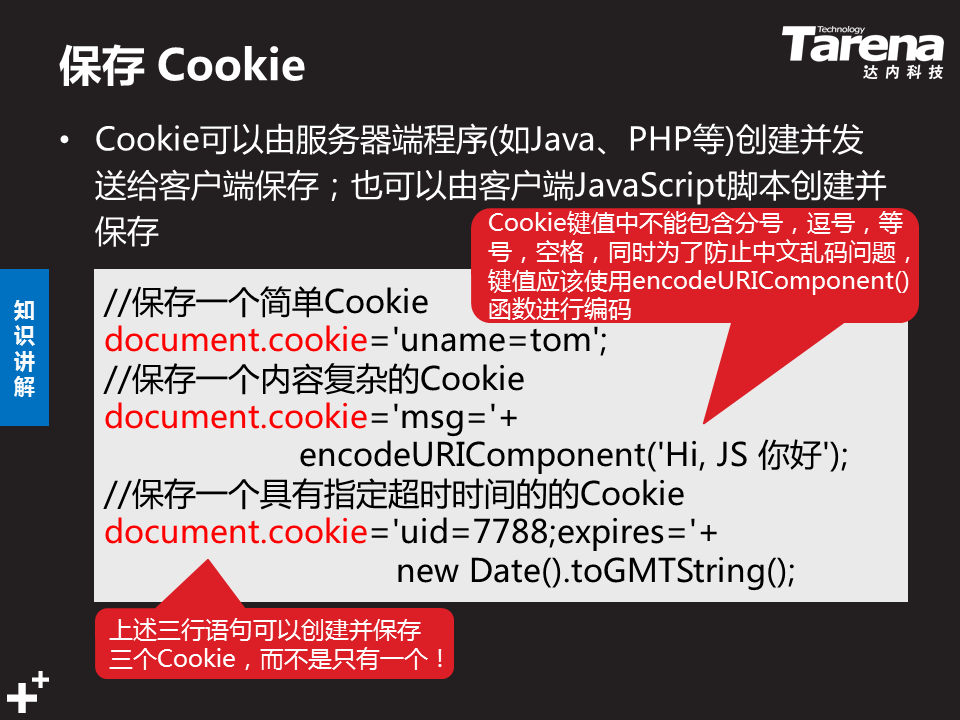 保存 Cookie
Technology
Tarena
达内科技
• Cookie可以由服务器端程序(如Java、PHP等)创建并发
送给客户端保存；也可以由客户端JavaScript脚本创建并
保存
Cookie键值中不能包含分号，逗号，等
号，空格，同时为了防止中文乱码问题，
键值应该使用encodeURIComponent()
函数进行编码
知
识
讲
解
//保存一个简单Cookie
document.cookie='uname=tom';
//保存一个内容复杂的Cookie
document.cookie='msg='+
encodeURIComponent('Hi, JS 你好');
//保存一个具有指定超时时间的的Cookie
document.cookie='uid=7788;expires='+
new Date().toGMTString();
上述三行语句可以创建并保存
三个Cookie，而不是只有一个！